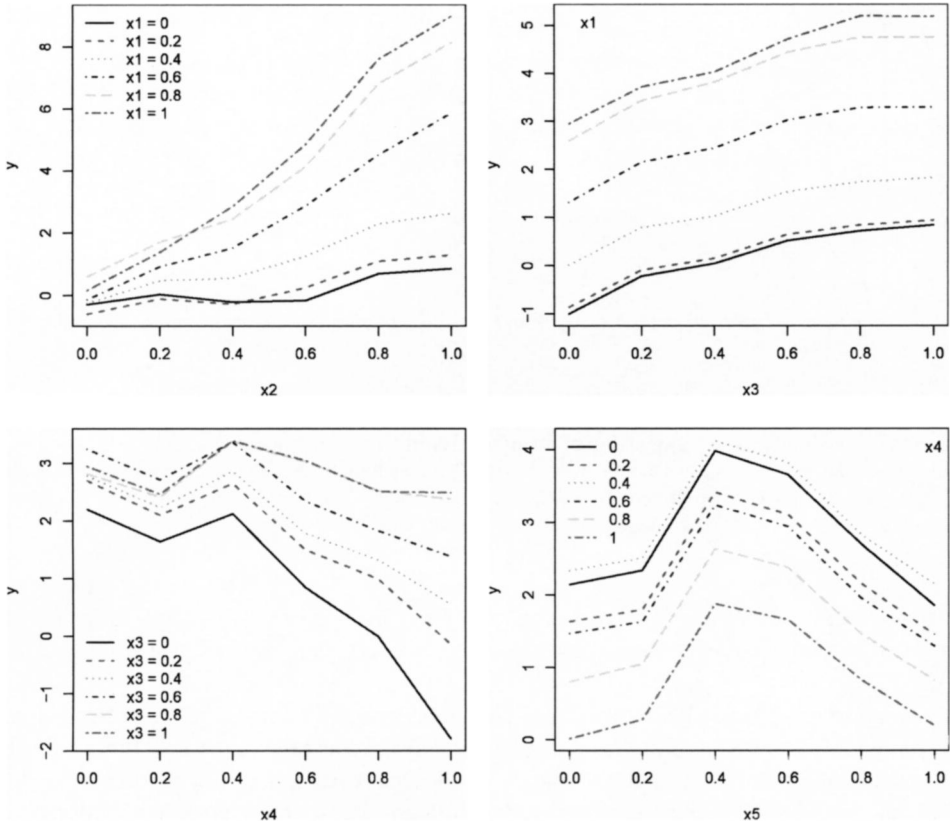 x1 = 0
x1 = 0.2
x1 = 0.4
x1 = 0.6
x1 = 0.8
x1 = 1
8
6
4
2
0
y
0.0 0.2 0.4 0.6 0.8 1.0
x2
x1
5
4
3
2
1
0
−1
y
0.0 0.2 0.4 0.6 0.8 1.0
x3
3
2
1
0
−1
−2
y
x3 = 0
x3 = 0.2
x3 = 0.4
x3 = 0.6
x3 = 0.8
x3 = 1
0.0 0.2 0.4 0.6 0.8 1.0
x4
x4
0
0.2
0.4
0.6
0.8
1
4
3
2
1
0
y
0.0 0.2 0.4 0.6 0.8 1.0
x5